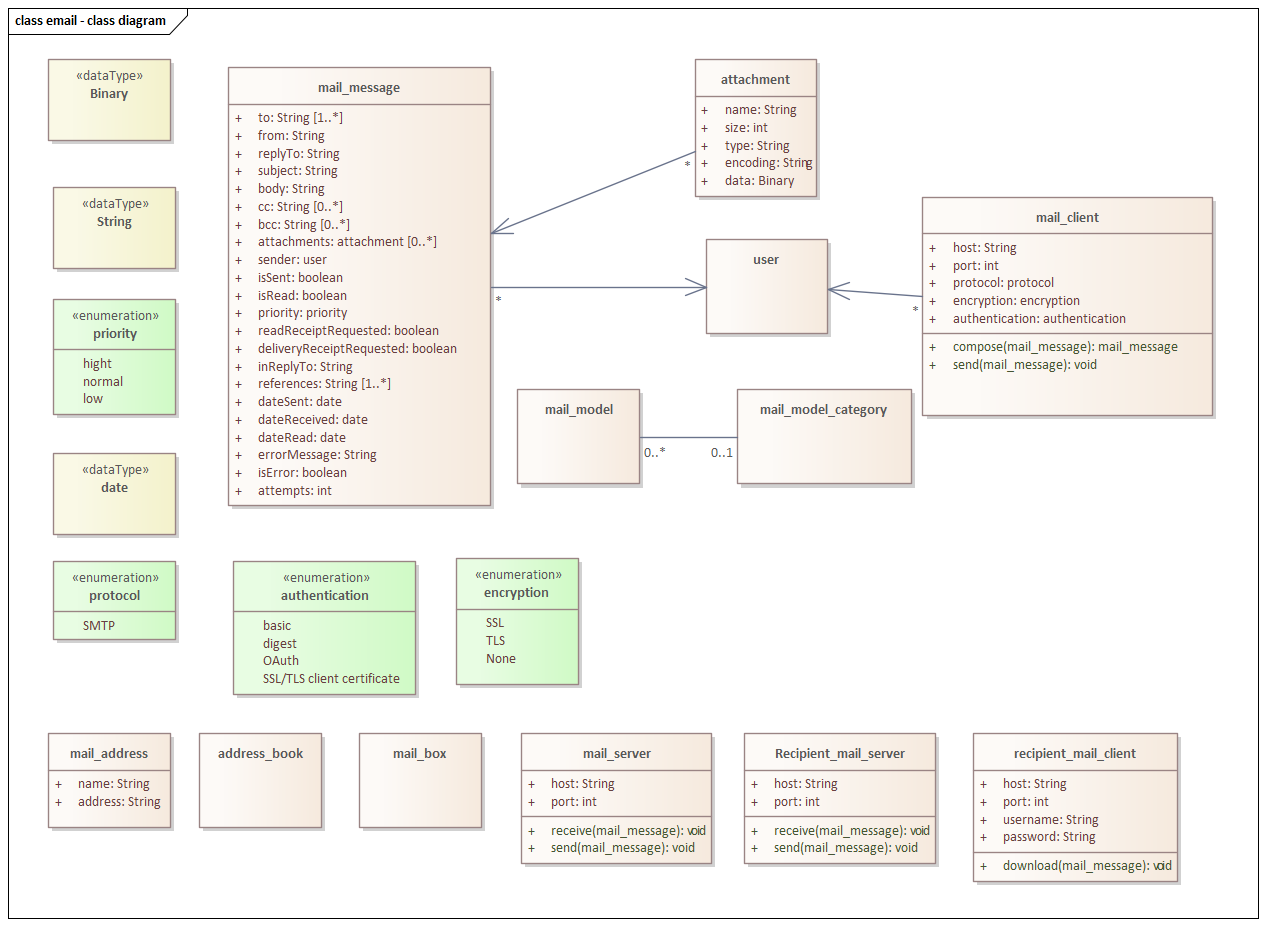 class email - class diagram
«dataType»
Binary
«dataType»
String
«enumeration»
priority
hight
normal
low
«dataType»
date
«enumeration»
protocol
SMTP
mail_message
+ to: String [1..*]
+ from: String
+ replyTo: String
+ subject: String
+ body: String
+ cc: String [0..*]
+ bcc: String [0..*]
+ attachments: attachment [0..*]
+ sender: user
+ isSent: boolean
+ isRead: boolean
+ priority: priority
+ readReceiptRequested: boolean
+ deliveryReceiptRequested: boolean
+ inReplyTo: String
+ references: String [1..*]
+ dateSent: date
+ dateReceived: date
+ dateRead: date
+ errorMessage: String
+ isError: boolean
+ attempts: int
attachment
+ name: String
+ size: int
+ type: String
+ encoding: String
+ data: Binary
*
user
*
mail_client
+ host: String
+ port: int
+ protocol: protocol
+ encryption: encryption
+ authentication: authentication
+ compose(mail_message): mail_message
+ send(mail_message): void
*
mail_model
0..*
0..1
mail_model_category
«enumeration»
authentication
basic
digest
OAuth
SSL/TLS client certificate
«enumeration»
encryption
SSL
TLS
None
mail_address
+ name: String
+ address: String
address_book
mail_box
mail_server
+ host: String
+ port: int
+ receive(mail_message): void
+ send(mail_message): void
Recipient_mail_server
+ host: String
+ port: int
+ receive(mail_message): void
+ send(mail_message): void
recipient_mail_client
+ host: String
+ port: int
+ username: String
+ password: String
+ download(mail_message): void